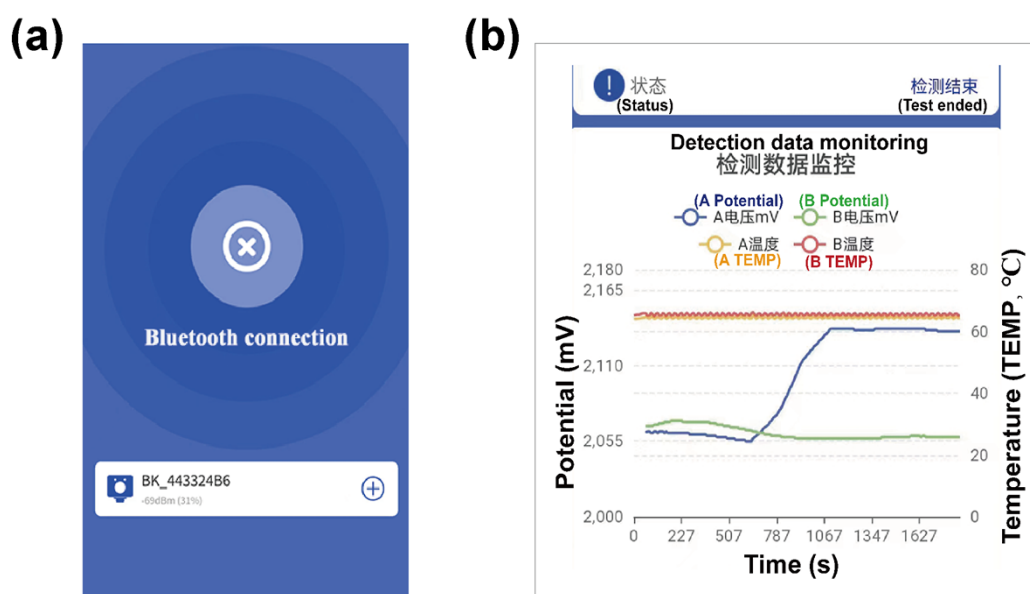 (a)
Bluetooth connection
BK_443324B6
-69dBm (31%)
(b)
状态
(Status)
检测结束
(Test ended)
Detection data monitoring
检测数据监控
(A Potential) (B Potential)
A电压mV B电压mV
A温度 B温度
(A TEMP) (B TEMP)
Potential (mV)
2,180
2,165
2,110
2,055
2,000
80
60
40
20
0
Temperature (TEMP, °C)
0 227 507 787 1067 1347 1627
Time (s)